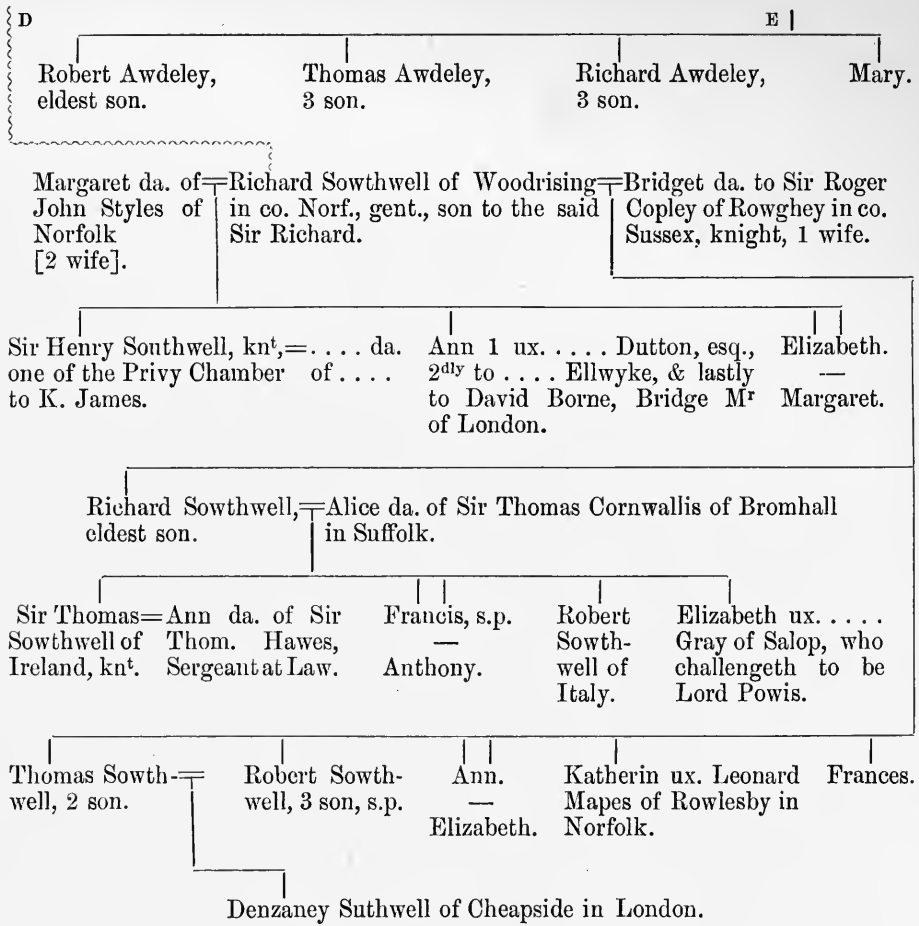 D E
Robert Awdeley, Thomas Awdeley, Richard Awdeley, Mary.
eldest son. 3 son. 3 son.
Margaret da. of Richard Sowthwell of Woodrising Bridget da. to Sir Roger
John Styles of in co. Norf., gent., son to the said Copley of Rowghey in co.
Norfolk Sir Richard. Sussex, knight, 1 wife.
[2 wife].
Sir Henry Southwell, knᵗ,=.... da. Ann 1 ux. ..... Dutton, esq., Elizabeth.
one of the Privy Chamber of .... 2ᵈˡʸ to .... Ellwyke, & lastly —
to K. James. to David Borne, Bridge Mʳ Margaret.
of London.
Richard Sowthwell, Alice da. of Sir Thomas Cornwallis of Bromhall
eldest son. in Suffolk.
Sir Thomas= Ann da. of Sir Francis, s.p. Robert Elizabeth ux. .....
Sowthwell of Thom. Hawes, — Sowth- Gray of Salop, who
Ireland, knᵗ. Sergeant at Law. Anthony. well of challengeth to be
Italy. Lord Powis.
Thomas Sowth- Robert Sowth- Ann. Katherin ux. Leonard Frances.
well, 2 son. well, 3 son, s.p. — Mapes of Rowlesby in
Elizabeth. Norfolk.
Denzaney Suthwell of Cheapside in London.